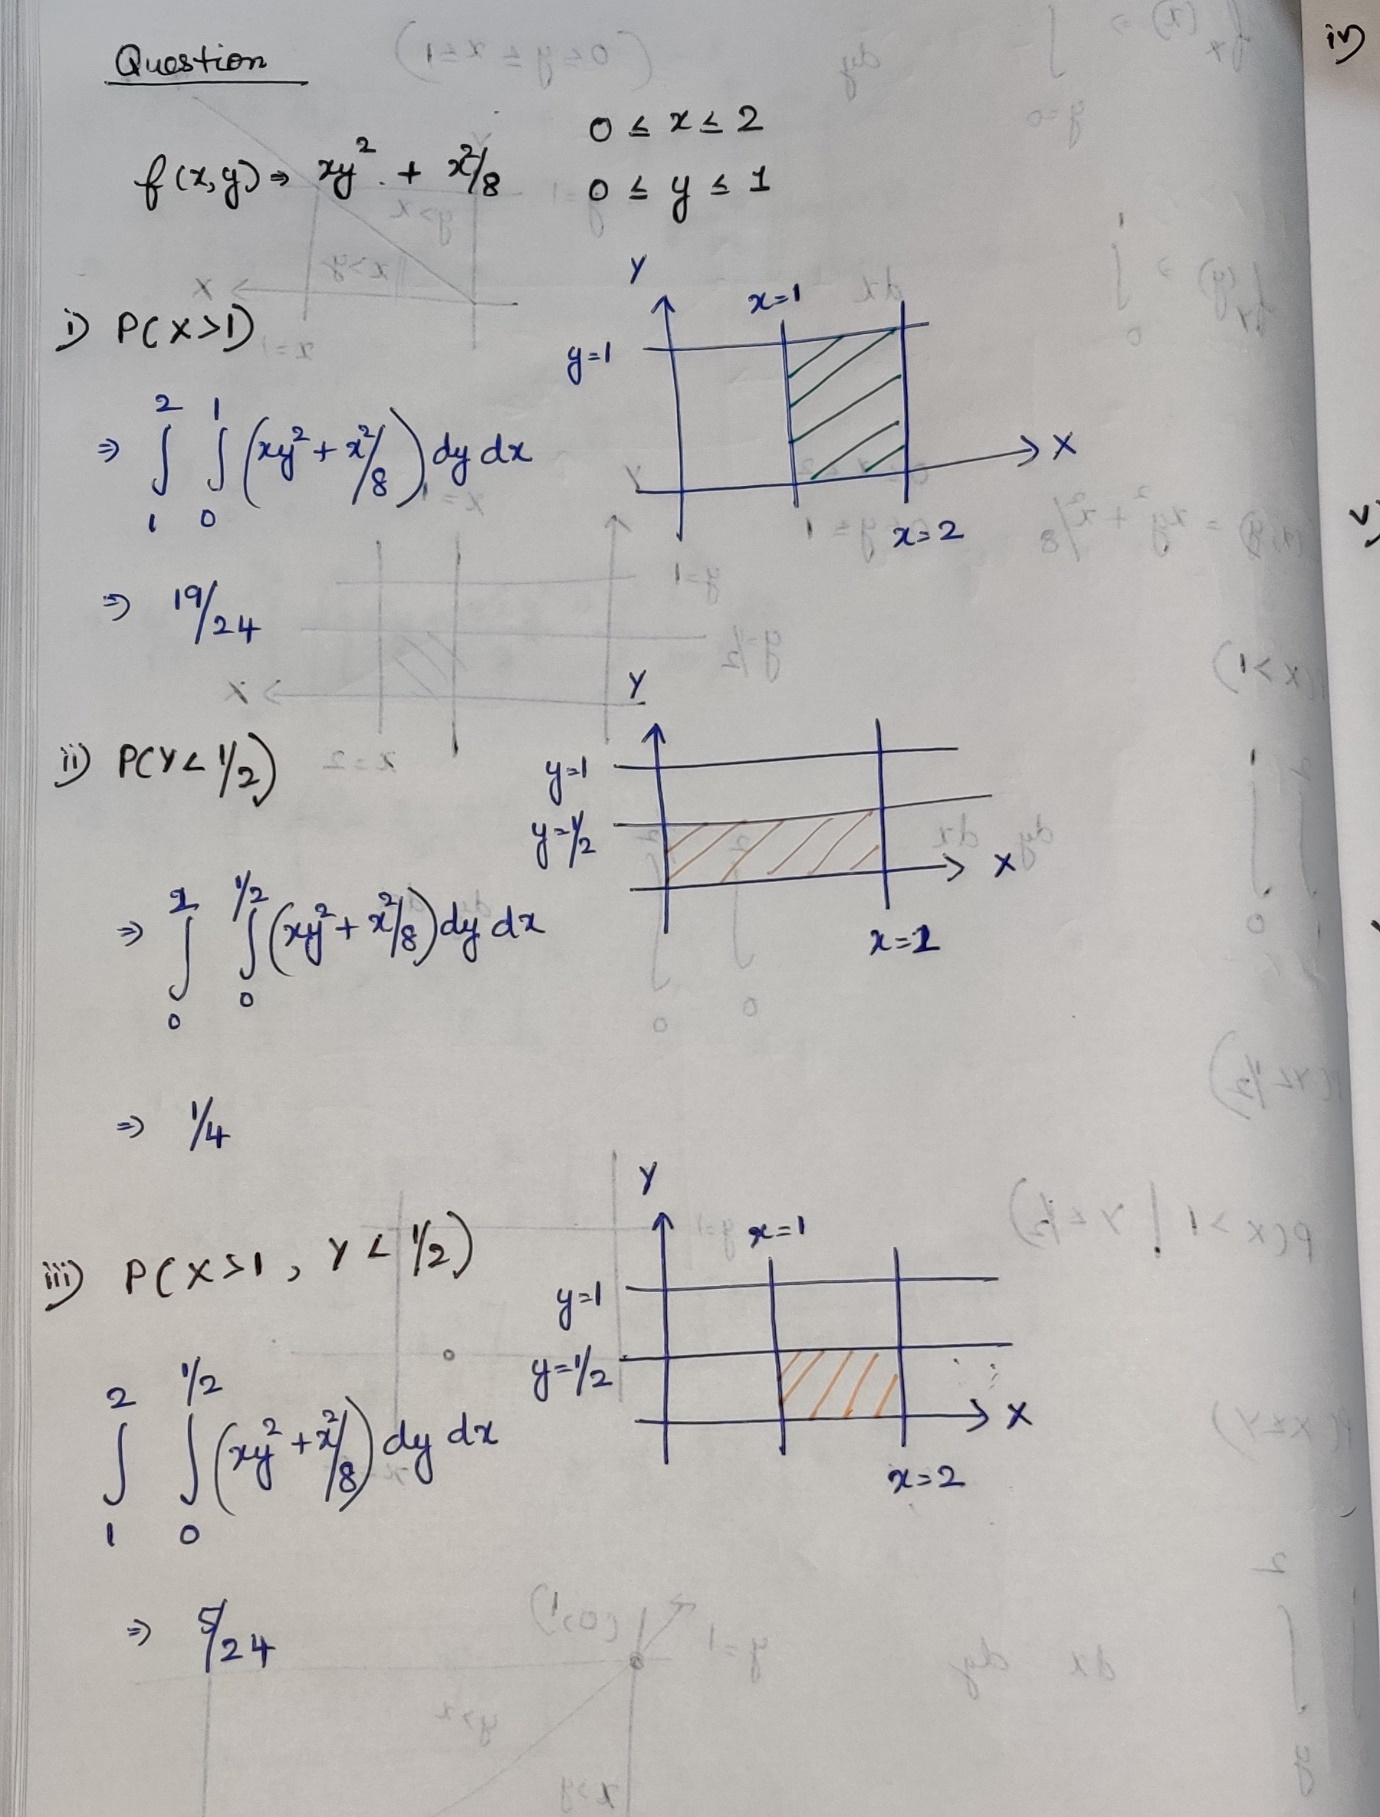 Question
f(x,y) ⇒ xy² + x²/8   0 ≤ x ≤ 2
0 ≤ y ≤ 1
i) P(X>1)
Y
x=1
y=1
X
x=2
⇒ ∫₁² ∫₀¹ (xy² + x²/8) dy dx
⇒ 19/24
ii) P(Y < 1/2)
Y
y=1
y=1/2
X
x=2
⇒ ∫₀² ∫₀^1/2 (xy² + x²/8) dy dx
⇒ 1/4
iii) P(X>1, Y < 1/2)
Y
x=1
y=1
y=1/2
X
x=2
∫₁² ∫₀^1/2 (xy² + x²/8) dy dx
⇒ 5/24
iv)
v)